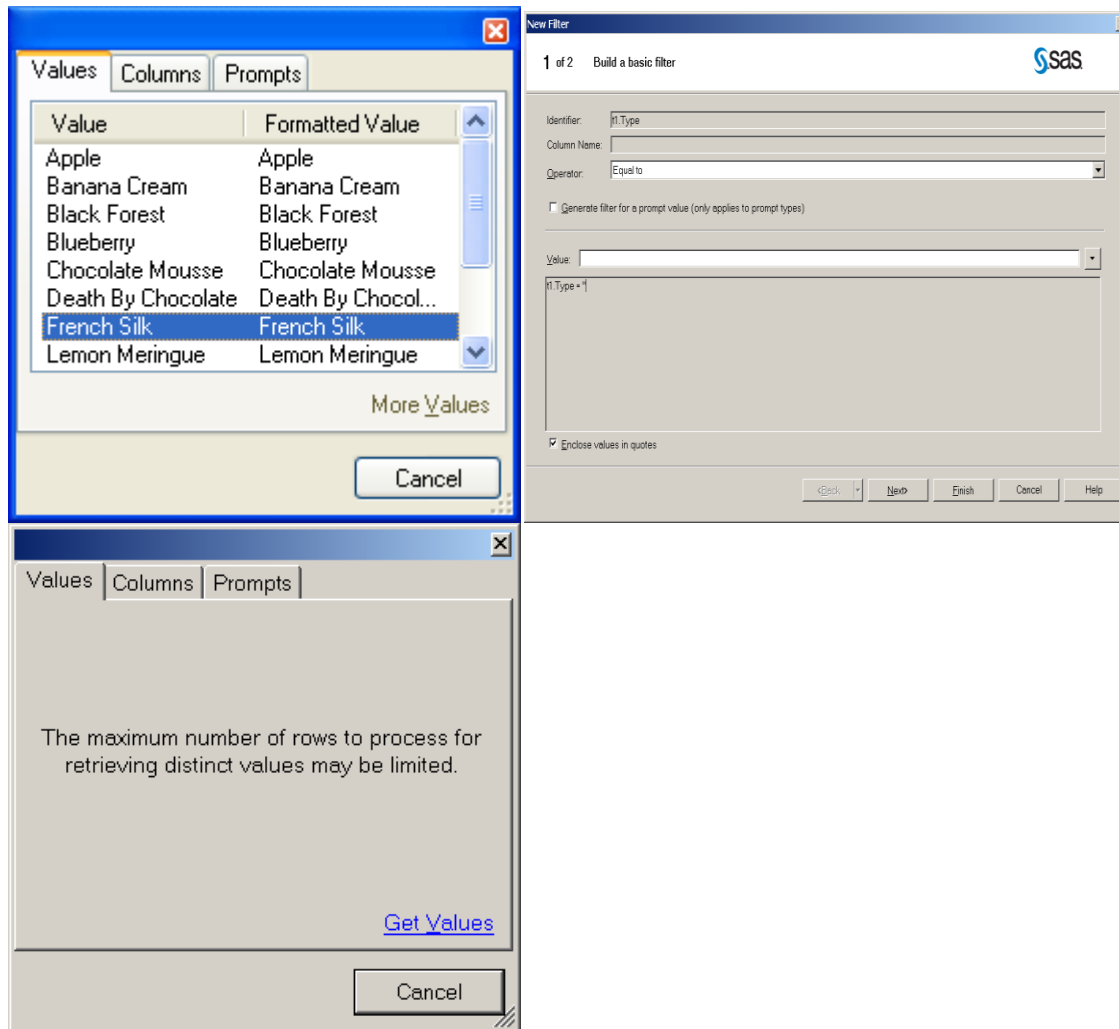 Values Columns Prompts
Value Formatted Value
Apple Apple
Banana Cream Banana Cream
Black Forest Black Forest
Blueberry Blueberry
Chocolate Mousse Chocolate Mousse
Death By Chocolate Death By Chocol...
French Silk French Silk
Lemon Meringue Lemon Meringue
More Values
Cancel
New Filter
1 of 2 Build a basic filter
sas
Identifier: t1.Type
Column Name:
Operator: Equal to
Generate filter for a prompt value (only applies to prompt types)
Value:
t1.Type = ''
Enclose values in quotes
<Back Next> Finish Cancel Help
Values Columns Prompts
The maximum number of rows to process for
retrieving distinct values may be limited.
Get Values
Cancel